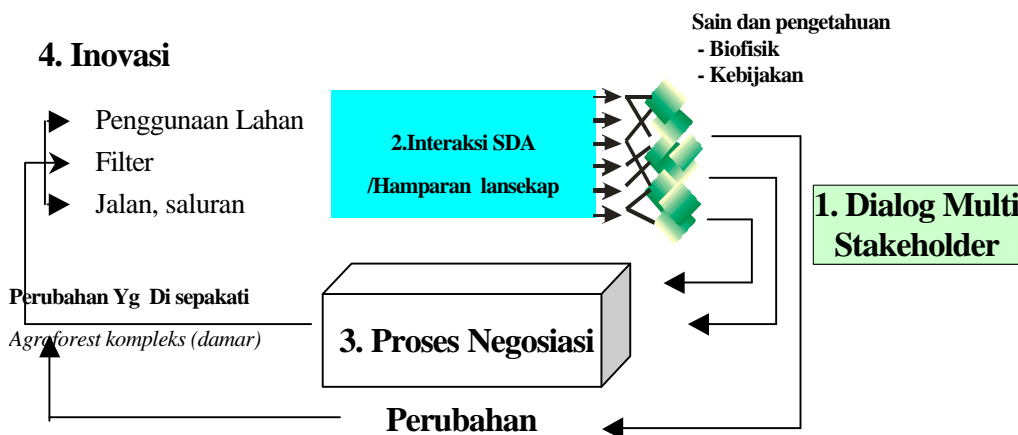 Sain dan pengetahuan
- Biofisik
- Kebijakan
4. Inovasi
Penggunaan Lahan
Filter
Jalan, saluran
2.Interaksi SDA
/Hamparan lansekap
1. Dialog Multi
Stakeholder
Perubahan Yg Di sepakati
Agroforest kompleks (damar)
3. Proses Negosiasi
Perubahan